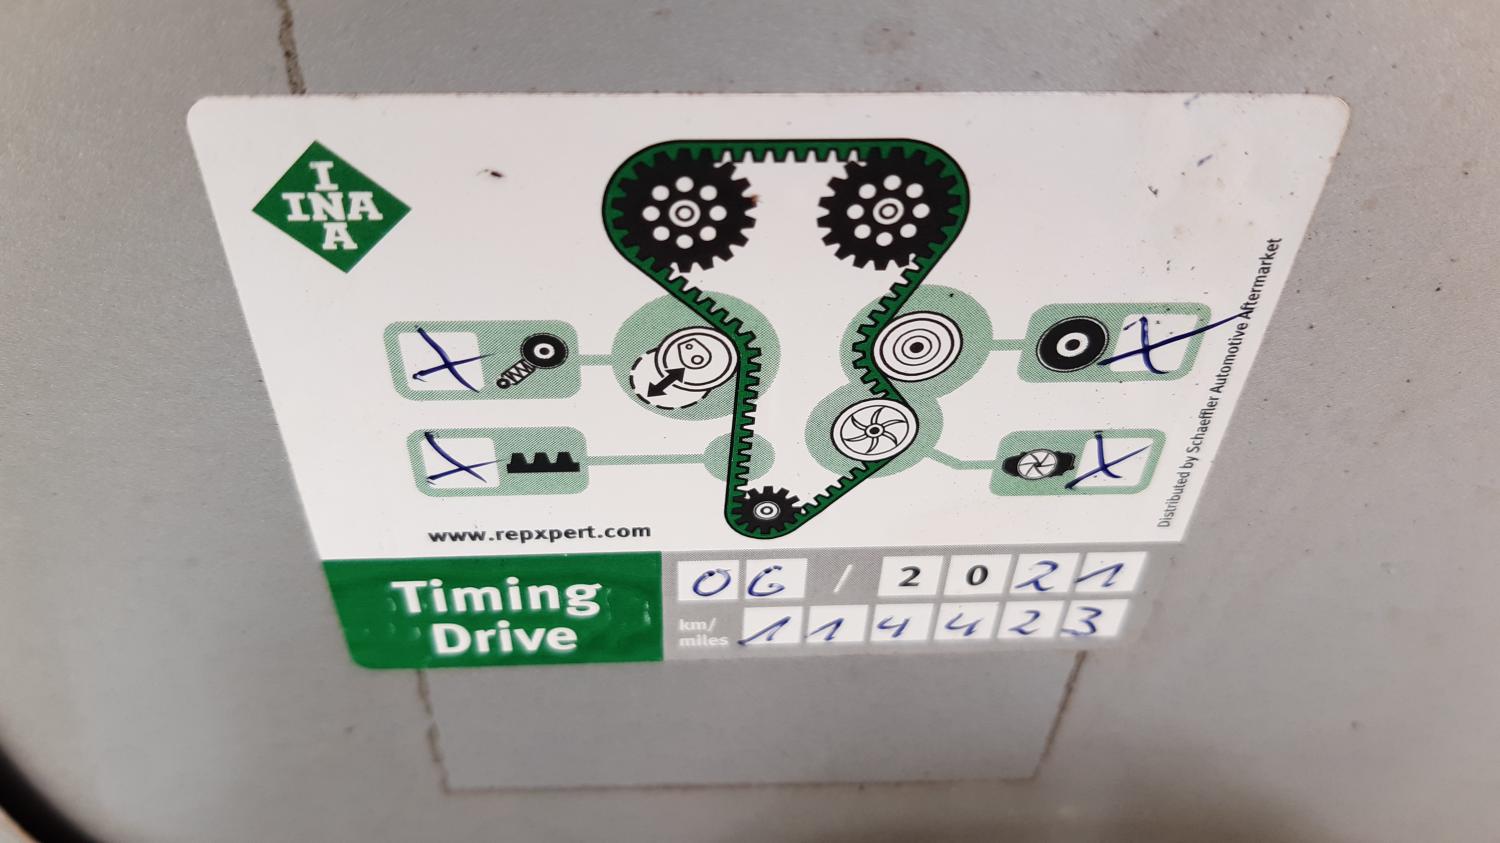 I
INA
A
www.repxpert.com
Distributed by Schaeffler Automotive Aftermarket
Timing
Drive
06 / 2021
km/
miles
114423